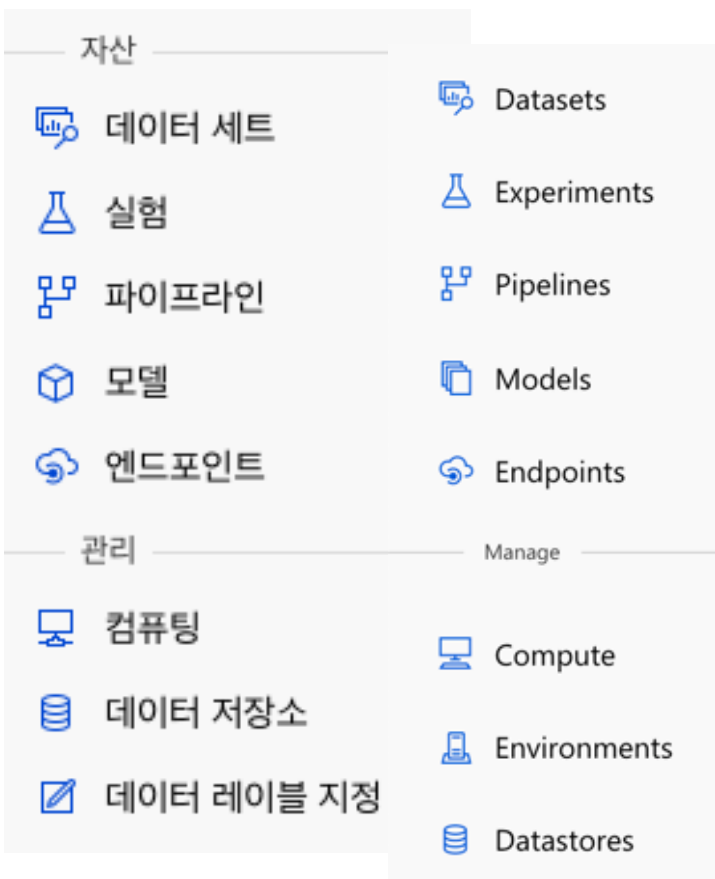 자산
데이터 세트
실험
파이프라인
모델
엔드포인트
관리
컴퓨팅
데이터 저장소
데이터 레이블 지정
Datasets
Experiments
Pipelines
Models
Endpoints
Manage
Compute
Environments
Datastores